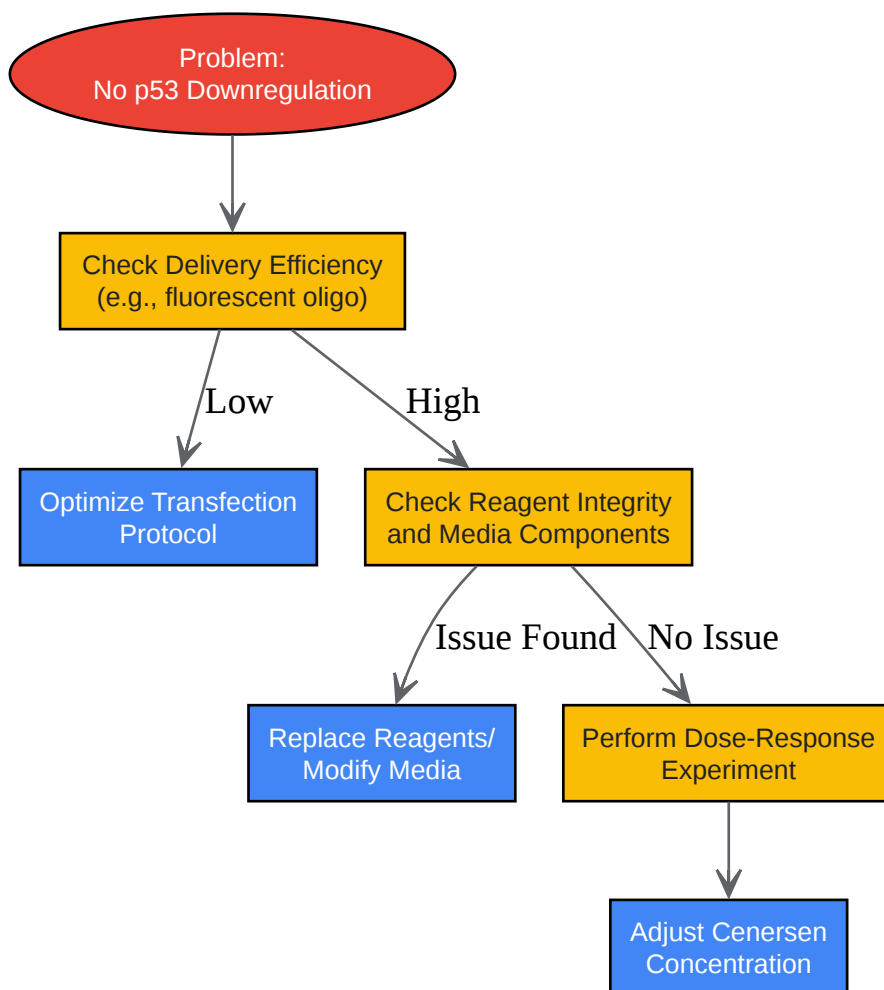 Problem:
No p53 Downregulation
Check Delivery Efficiency
(e.g., fluorescent oligo)
Low
High
Optimize Transfection
Protocol
Check Reagent Integrity
and Media Components
Issue Found
No Issue
Replace Reagents/
Modify Media
Perform Dose-Response
Experiment
Adjust Cenersen
Concentration